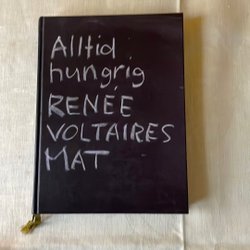 Alltid
hungrig
RENÉE
VOLTAIRES
MAT